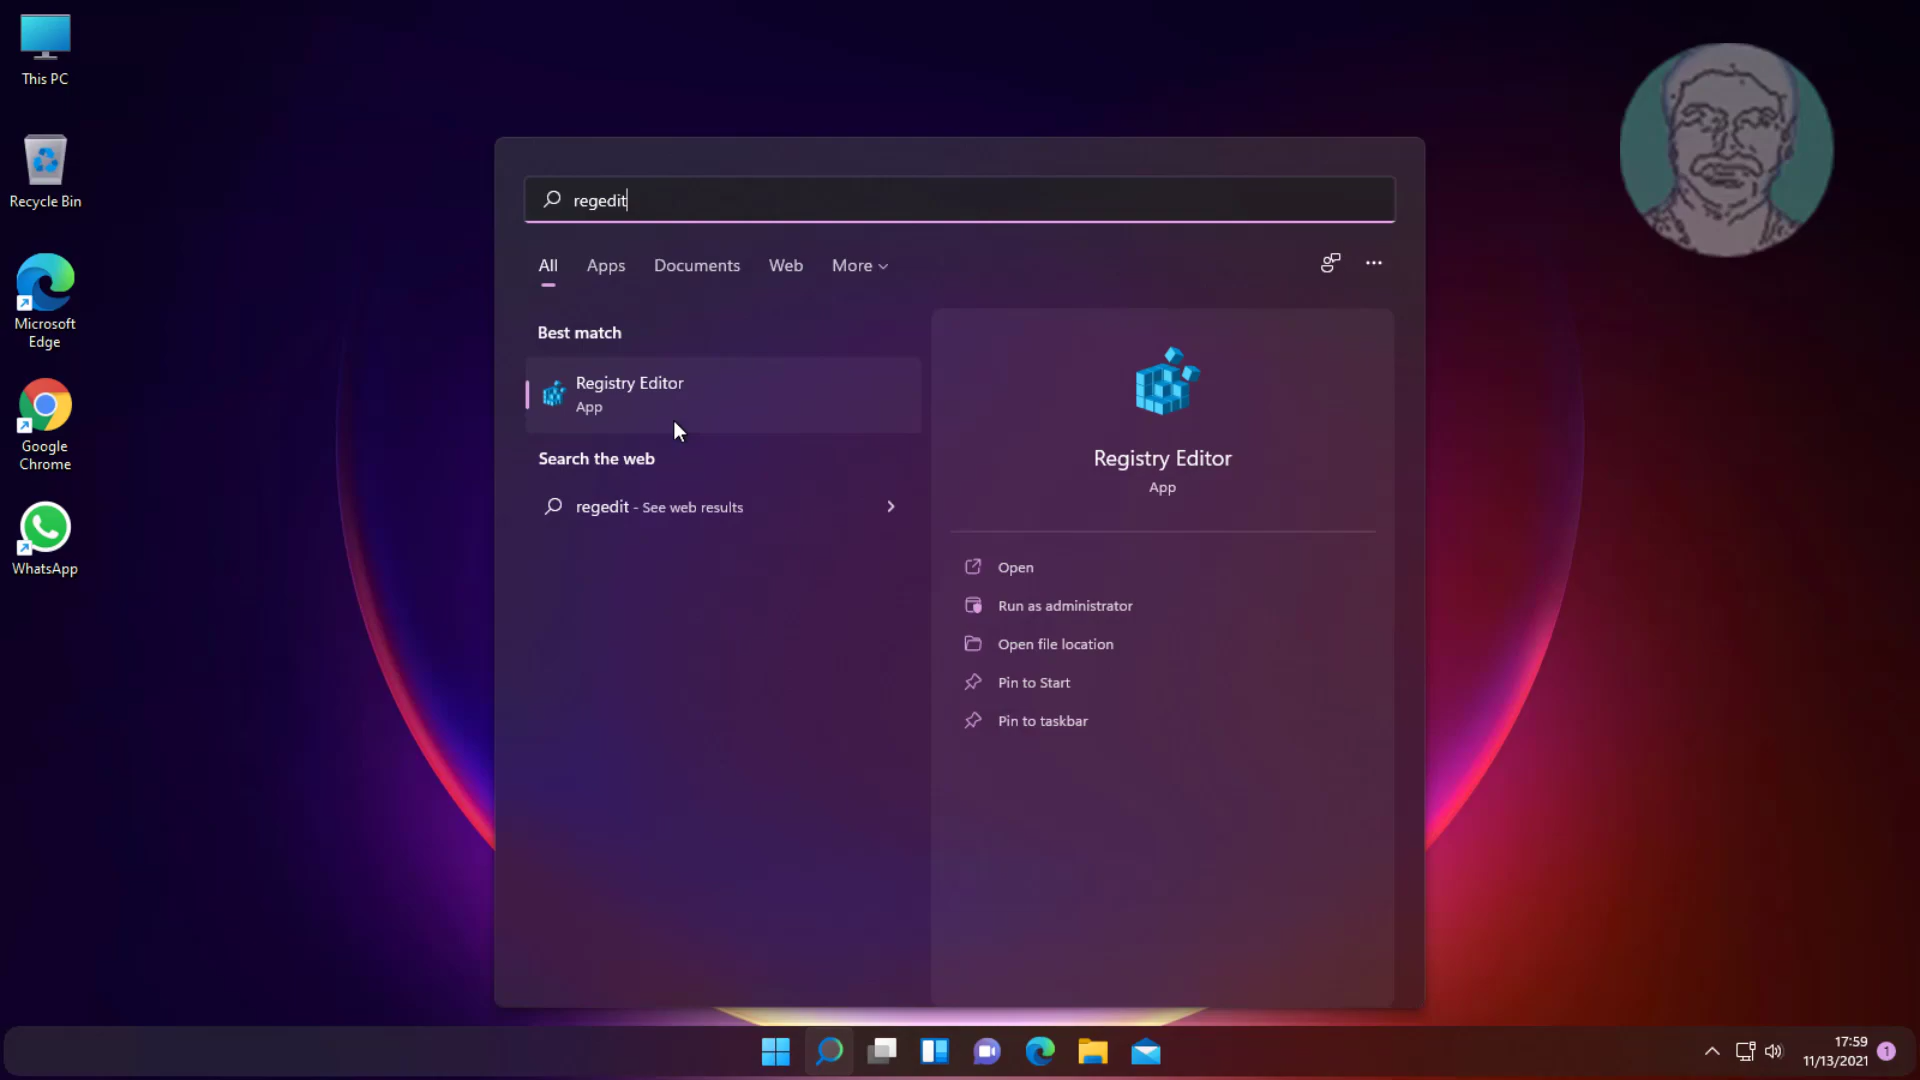 This PC
Recycle Bin
Microsoft
Edge
Google
Chrome
WhatsApp
regedit
All Apps Documents Web More
Best match
Registry Editor
App
Search the web
regedit - See web results
Registry Editor
App
Open
Run as administrator
Open file location
Pin to Start
Pin to taskbar
17:59
11/13/2021
1